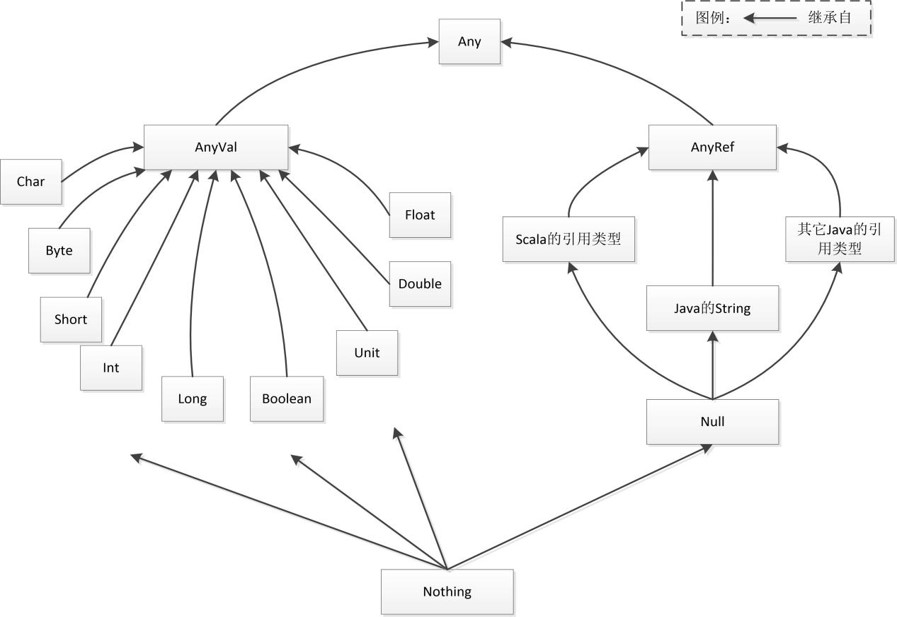 图例： 继承自
Any
AnyVal
AnyRef
Char
Byte
Short
Int
Long
Boolean
Unit
Double
Float
Scala的引用类型
Java的String
其它Java的引
用类型
Null
Nothing